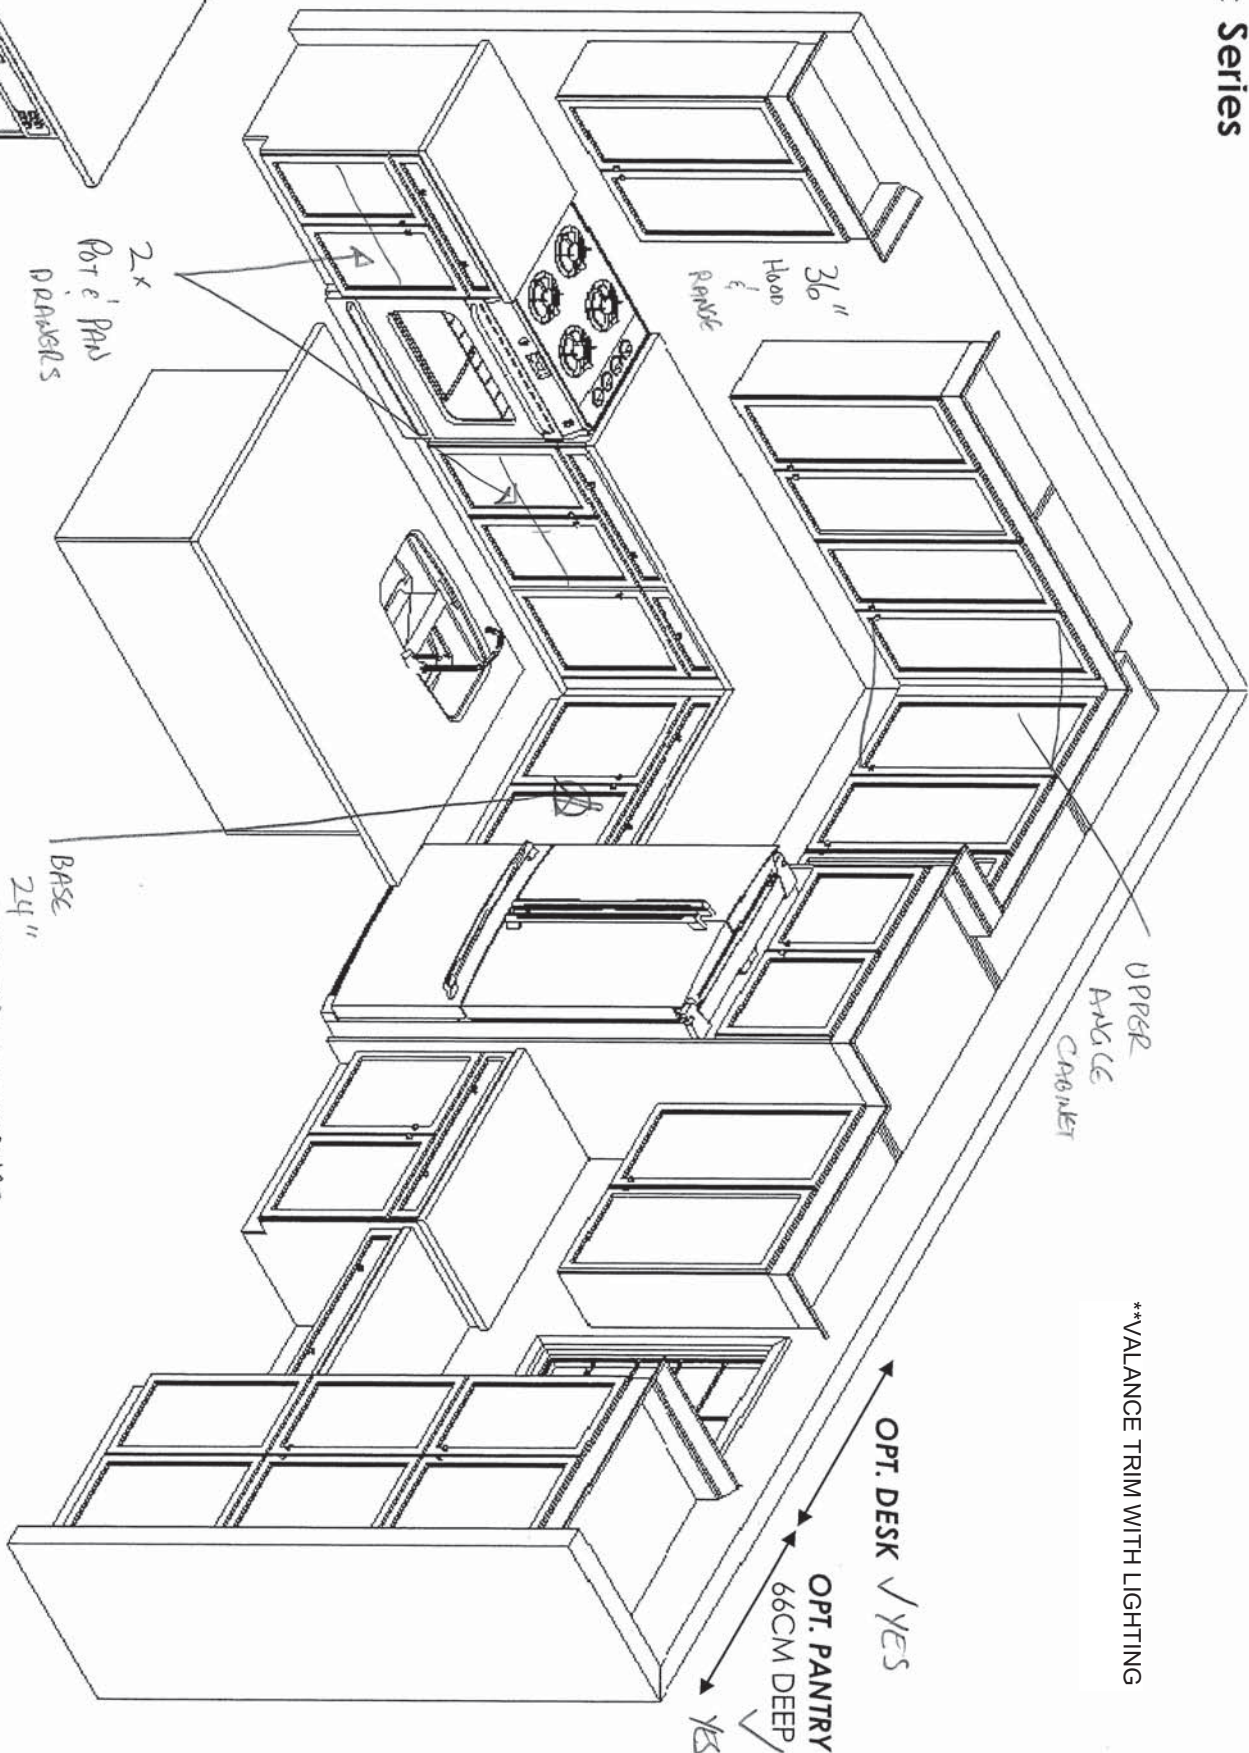 Series
**VALANCE TRIM WITH LIGHTING
OPT. DESK ✓ YES
OPT. PANTRY
66CM DEEP ✓
YES
UPPER
ANGLE
CABINET
36"
HOOD
&
RANGE
2x
POT & PAN
DRAWERS
BASE
24"